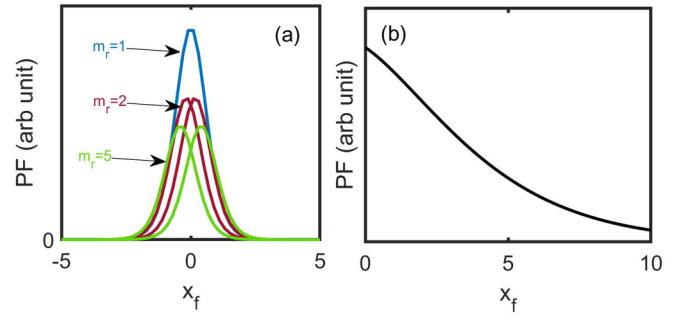 (a)
m_r=1
m_r=2
m_r=5
PF (arb unit)
0
-5 0 5
x_f
(b)
PF (arb unit)
0 5 10
x_f